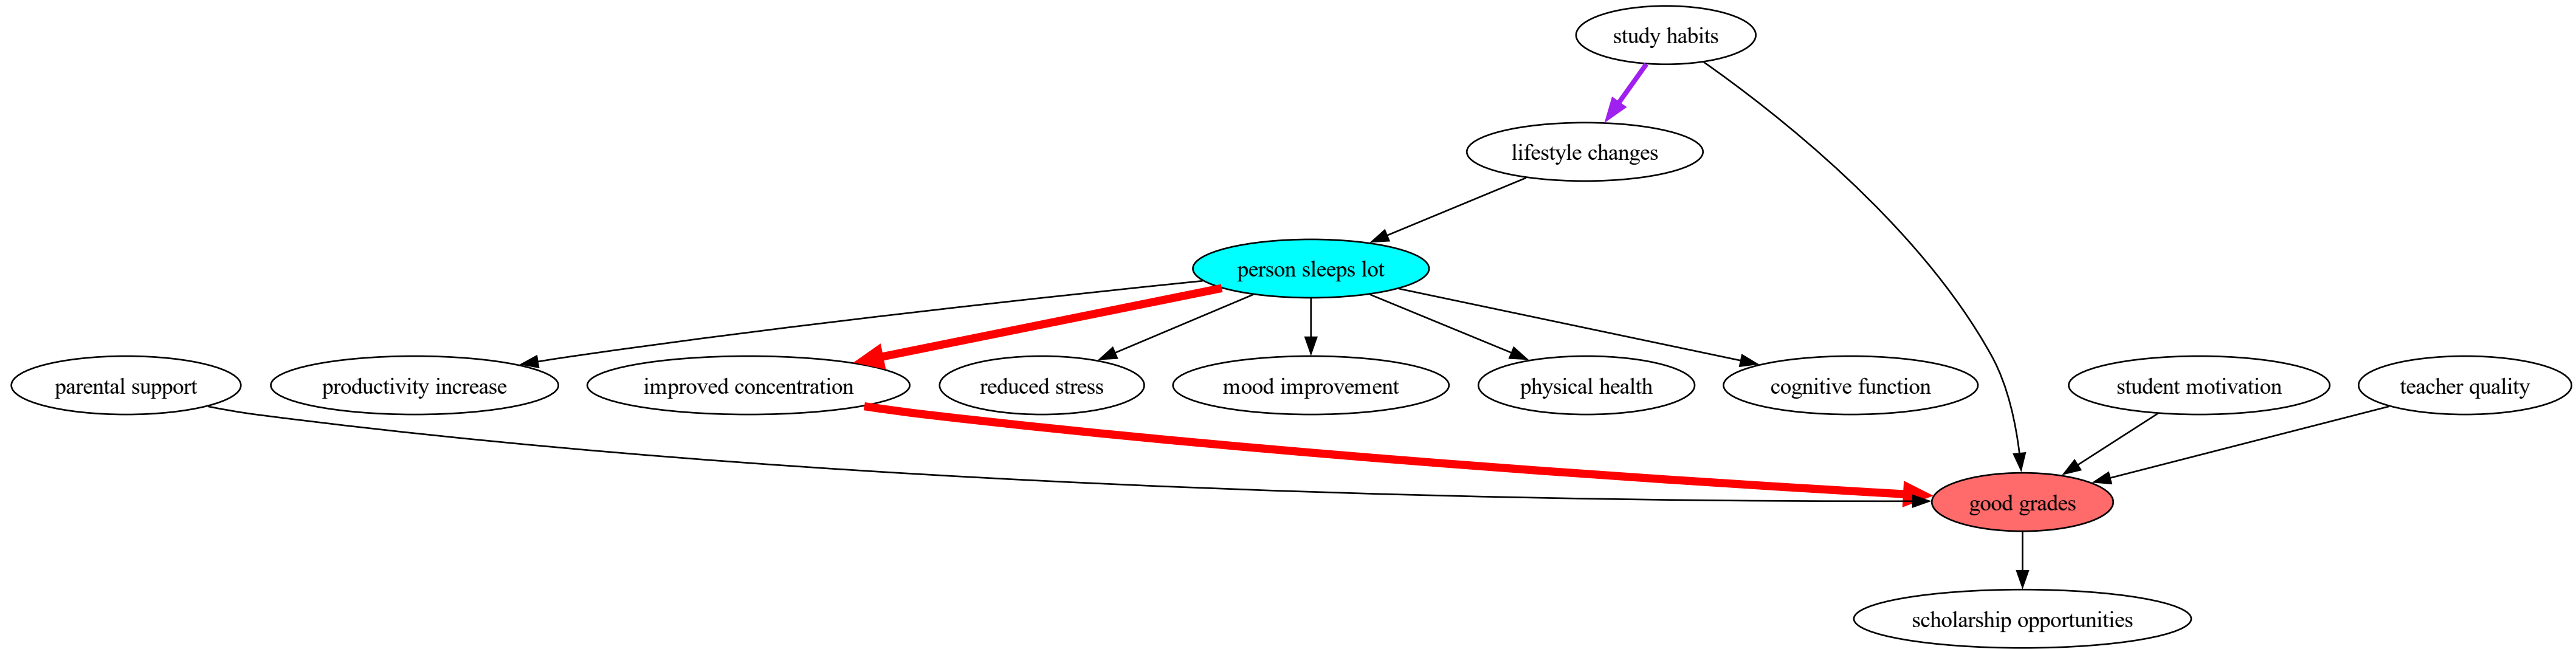 study habits
lifestyle changes
person sleeps lot
parental support
productivity increase
improved concentration
reduced stress
mood improvement
physical health
cognitive function
student motivation
teacher quality
good grades
scholarship opportunities